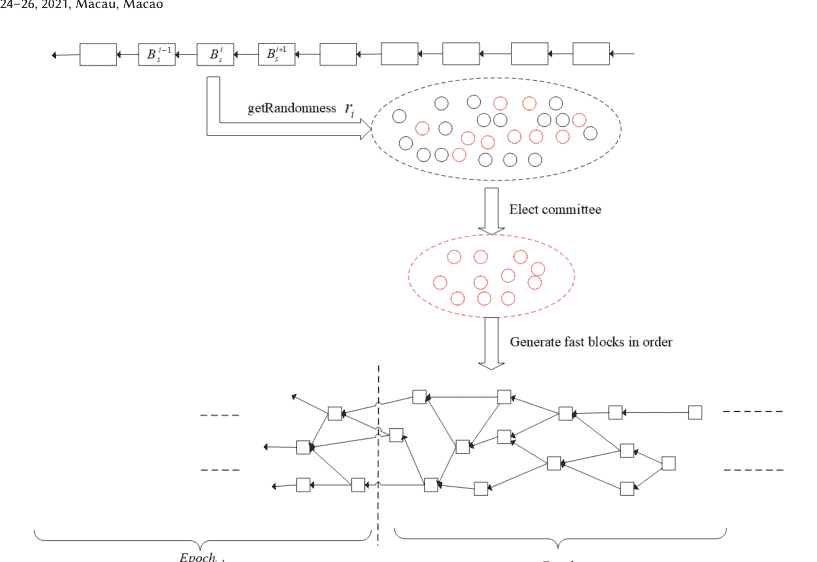 24–26, 2021, Macau, Macao
B_s^{i-1} B_s^i B_s^{i+1}
getRandomness r_i
Elect committee
Generate fast blocks in order
Epoch